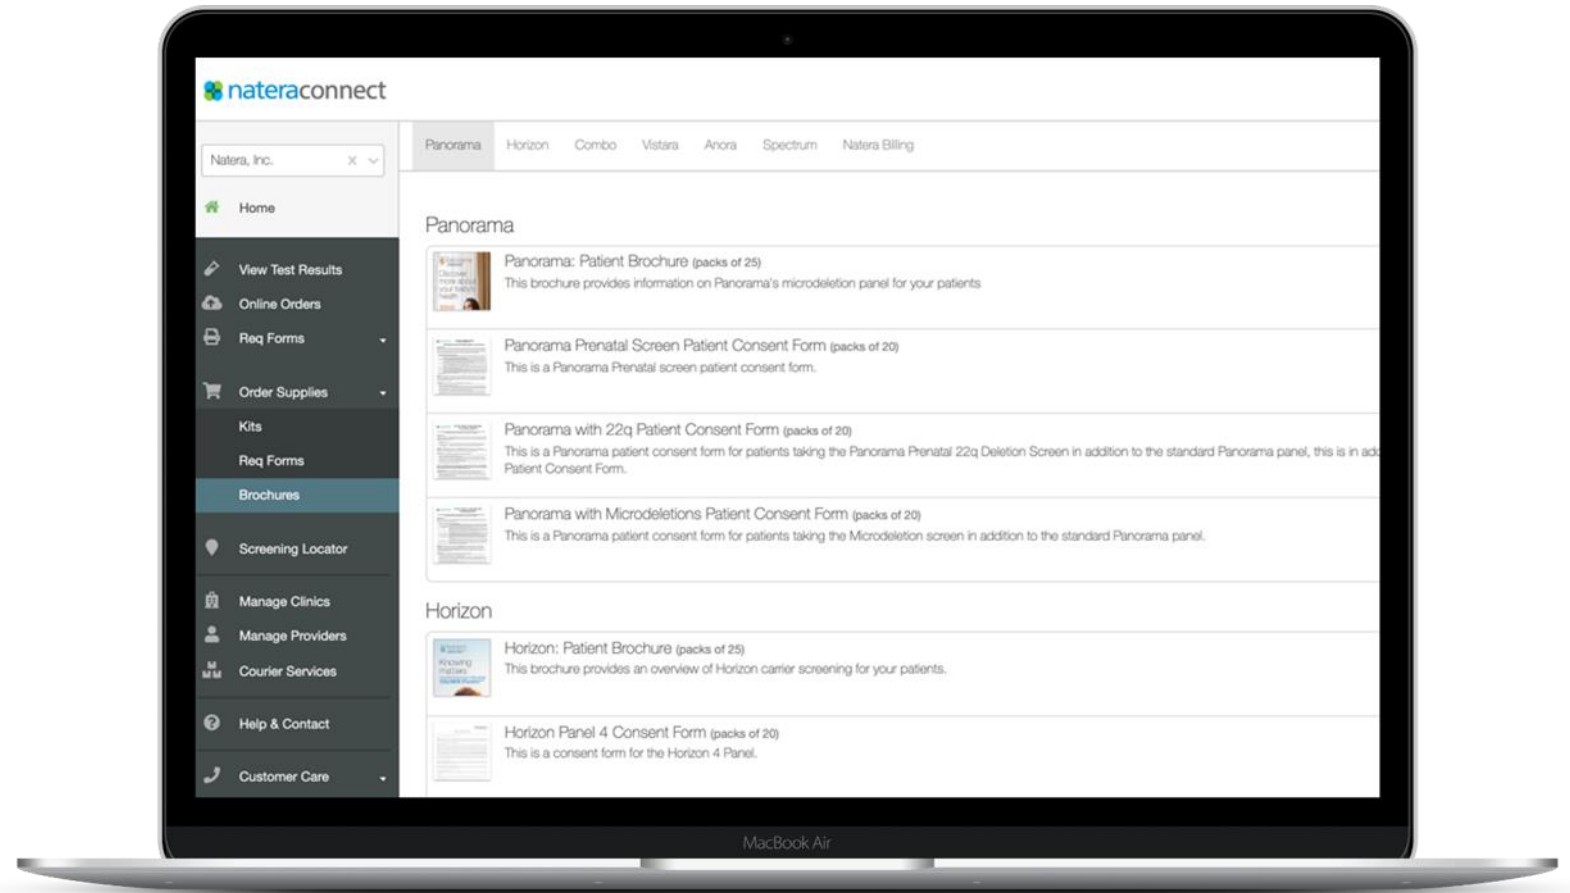 nateraconnect
Natera, Inc.
Home
View Test Results
Online Orders
Req Forms
Order Supplies
Kits
Req Forms
Brochures
Screening Locator
Manage Clinics
Manage Providers
Courier Services
Help & Contact
Customer Care
Panorama Horizon Combo Vistara Anora Spectrum Natera Billing
Panorama
Discover
more about
your baby's
health
Panorama: Patient Brochure (packs of 25)
This brochure provides information on Panorama's microdeletion panel for your patients
Panorama Prenatal Screen Patient Consent Form (packs of 20)
This is a Panorama Prenatal screen patient consent form.
Panorama with 22q Patient Consent Form (packs of 20)
This is a Panorama patient consent form for patients taking the Panorama Prenatal 22q Deletion Screen in addition to the standard Panorama panel, this is in
Patient Consent Form.
Panorama with Microdeletions Patient Consent Form (packs of 20)
This is a Panorama patient consent form for patients taking the Microdeletion screen in addition to the standard Panorama panel.
Horizon
Knowing
matters
Horizon: Patient Brochure (packs of 25)
This brochure provides an overview of Horizon carrier screening for your patients.
Horizon Panel 4 Consent Form (packs of 20)
This is a consent form for the Horizon 4 Panel.
MacBook Air